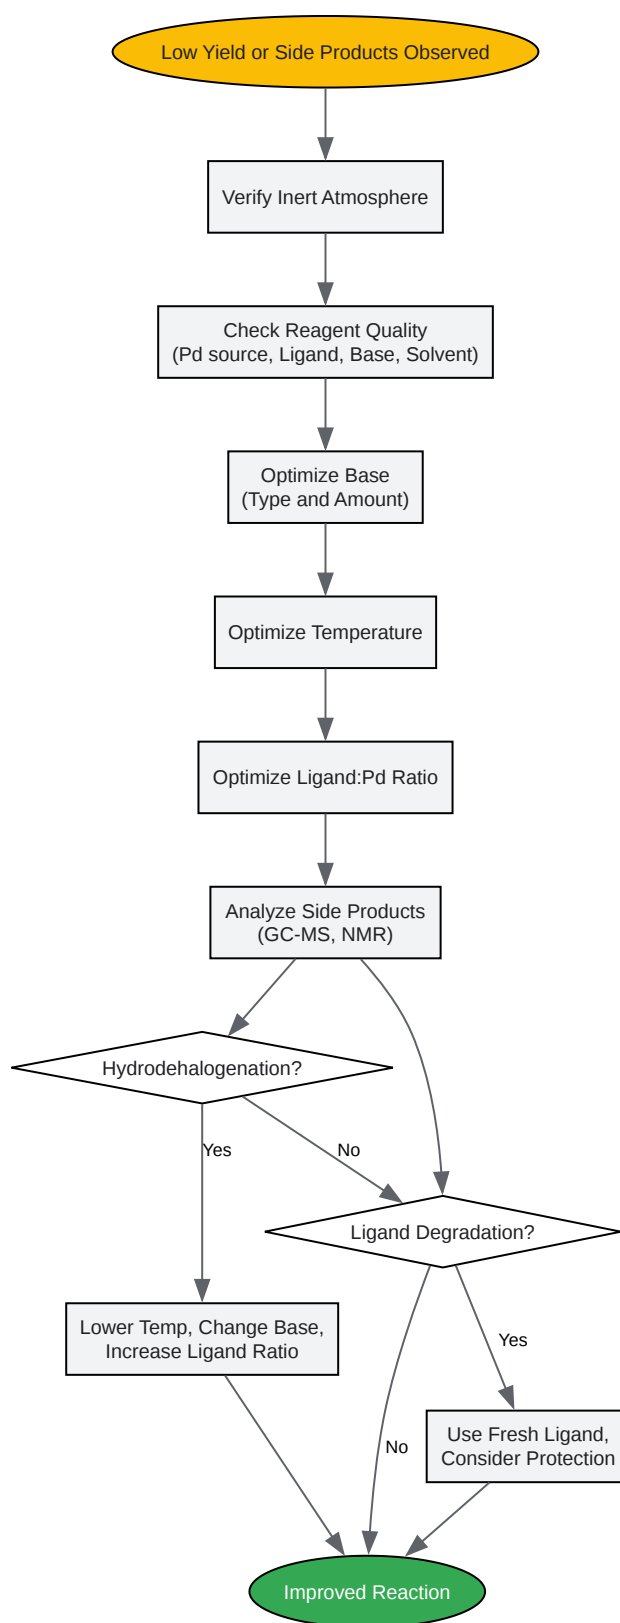 Low Yield or Side Products Observed
Verify Inert Atmosphere
Check Reagent Quality
(Pd source, Ligand, Base, Solvent)
Optimize Base
(Type and Amount)
Optimize Temperature
Optimize Ligand:Pd Ratio
Analyze Side Products
(GC-MS, NMR)
Hydrodehalogenation?
Yes
No
Ligand Degradation?
Lower Temp, Change Base,
Increase Ligand Ratio
Yes
No
Use Fresh Ligand,
Consider Protection
Improved Reaction